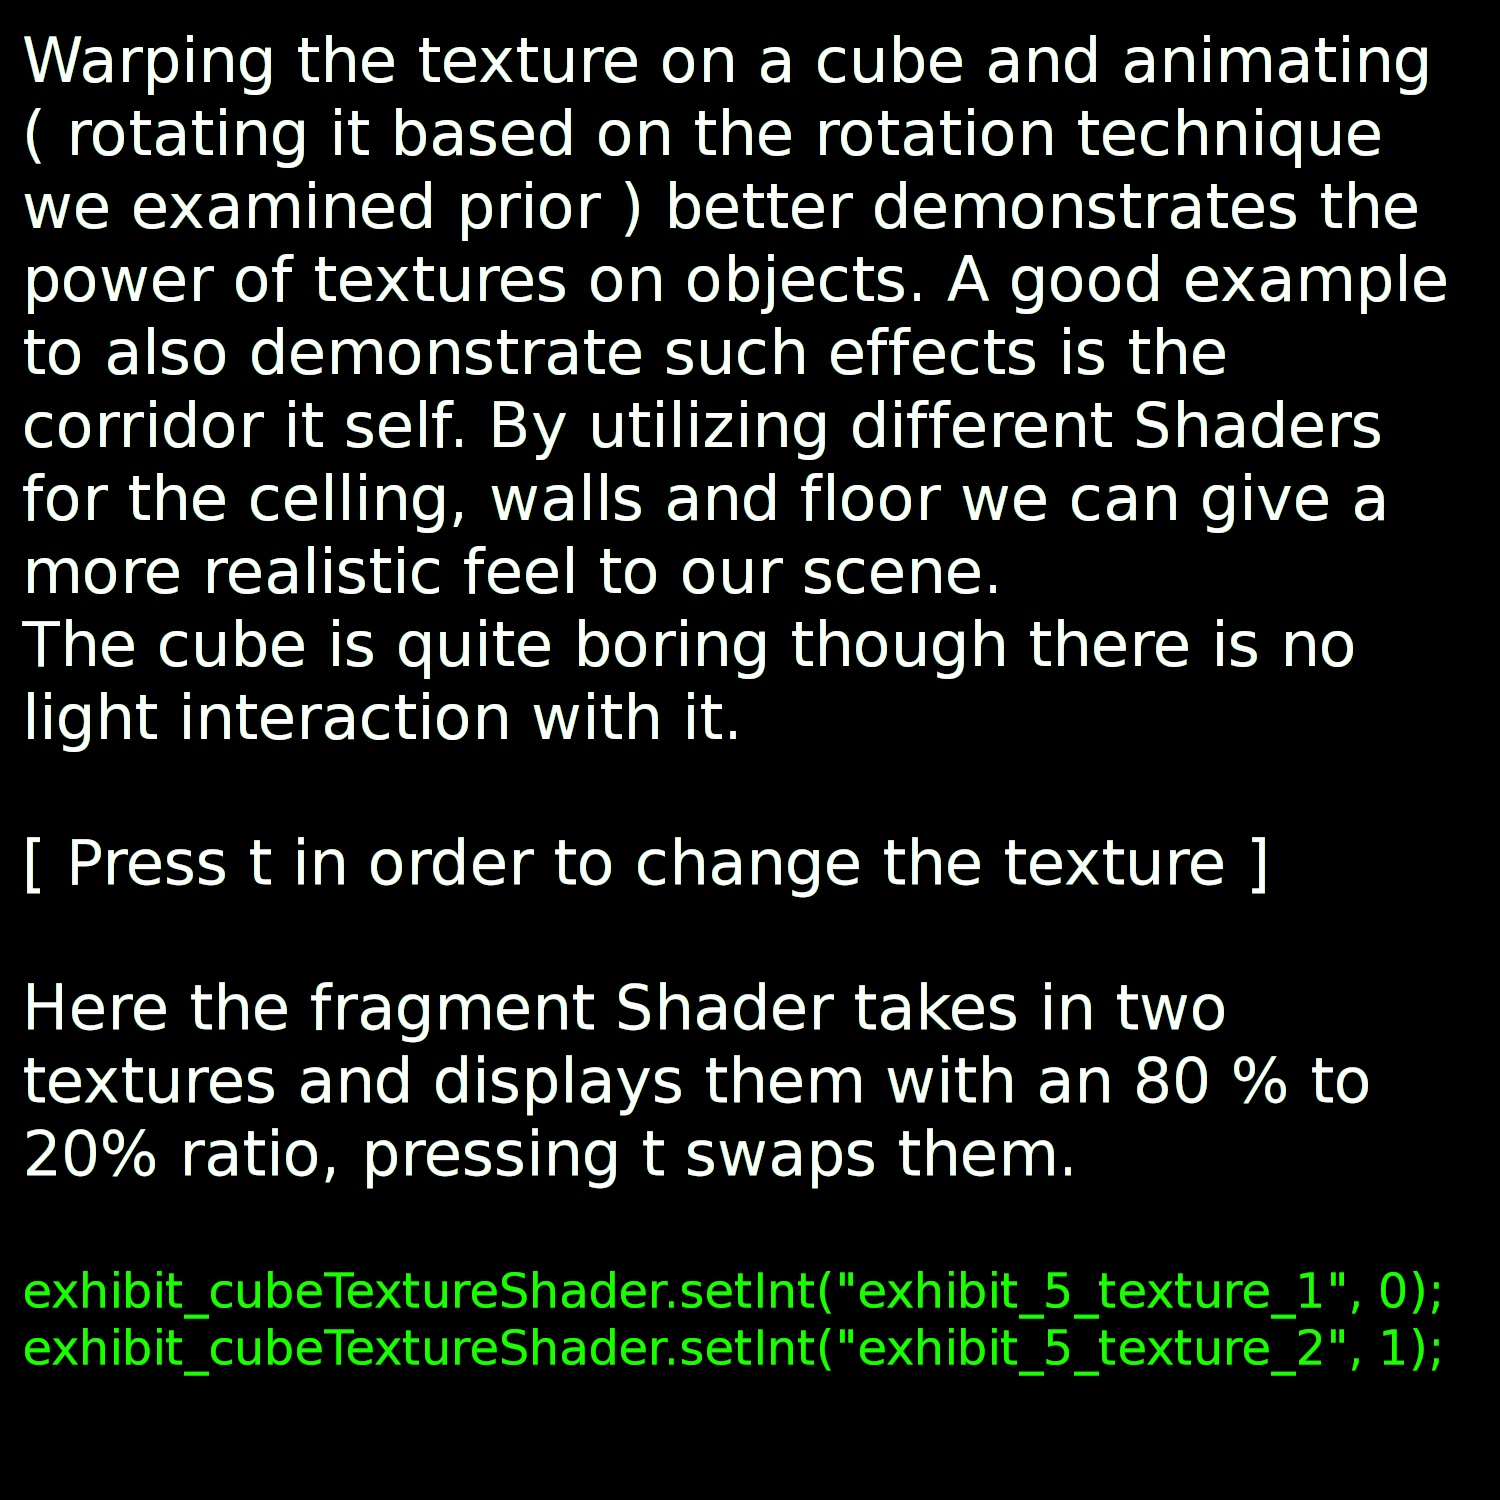 Warping the texture on a cube and animating
( rotating it based on the rotation technique
we examined prior ) better demonstrates the
power of textures on objects. A good example
to also demonstrate such effects is the
corridor it self. By utilizing different Shaders
for the celling, walls and floor we can give a
more realistic feel to our scene.
The cube is quite boring though there is no
light interaction with it.
[ Press t in order to change the texture ]
Here the fragment Shader takes in two
textures and displays them with an 80 % to
20% ratio, pressing t swaps them.
exhibit_cubeTextureShader.setInt("exhibit_5_texture_1", 0);
exhibit_cubeTextureShader.setInt("exhibit_5_texture_2", 1);